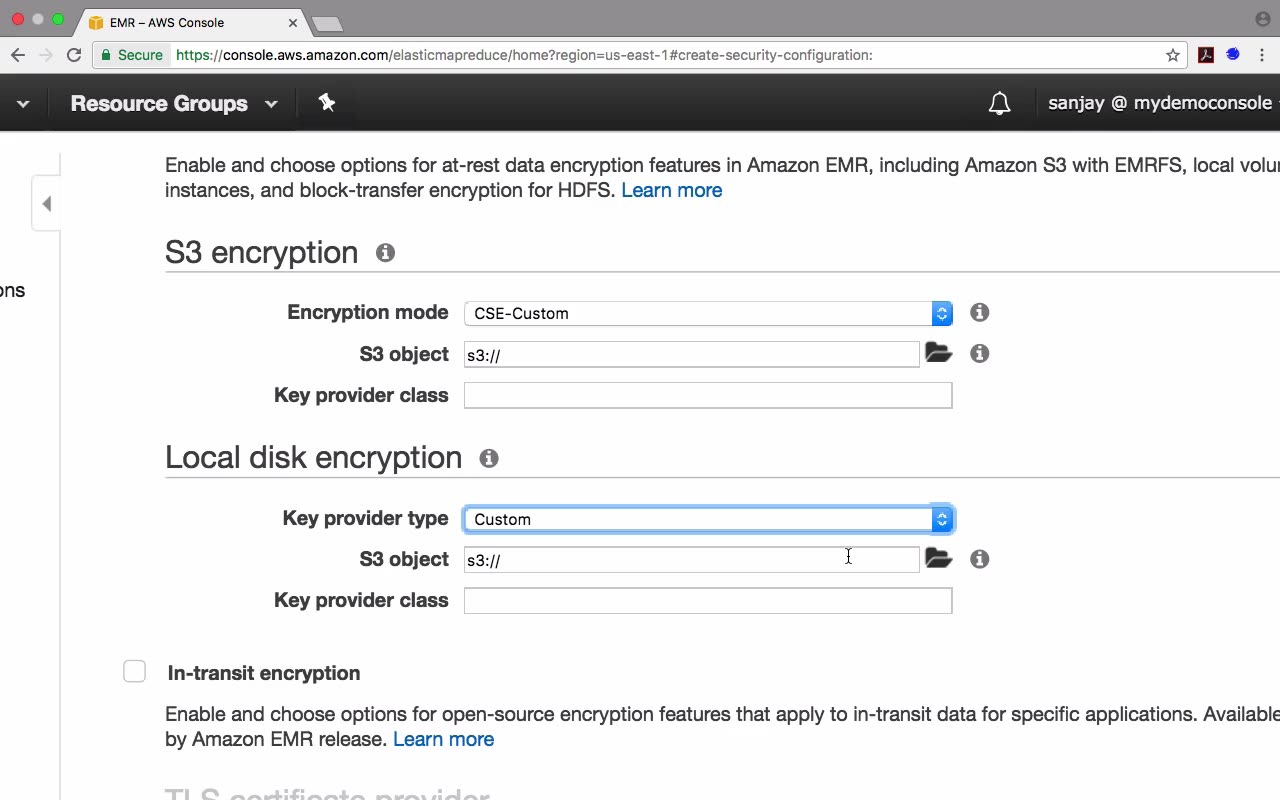 EMR – AWS Console
Secure https://console.aws.amazon.com/elasticmapreduce/home?region=us-east-1#create-security-configuration:
Resource Groups
sanjay @ mydemoconsole
Enable and choose options for at-rest data encryption features in Amazon EMR, including Amazon S3 with EMRFS, local volu
instances, and block-transfer encryption for HDFS. Learn more
S3 encryption
ons
Encryption mode CSE-Custom
S3 object s3://
Key provider class
Local disk encryption
Key provider type Custom
S3 object s3://
Key provider class
In-transit encryption
Enable and choose options for open-source encryption features that apply to in-transit data for specific applications. Available
by Amazon EMR release. Learn more
TLS certificate provider